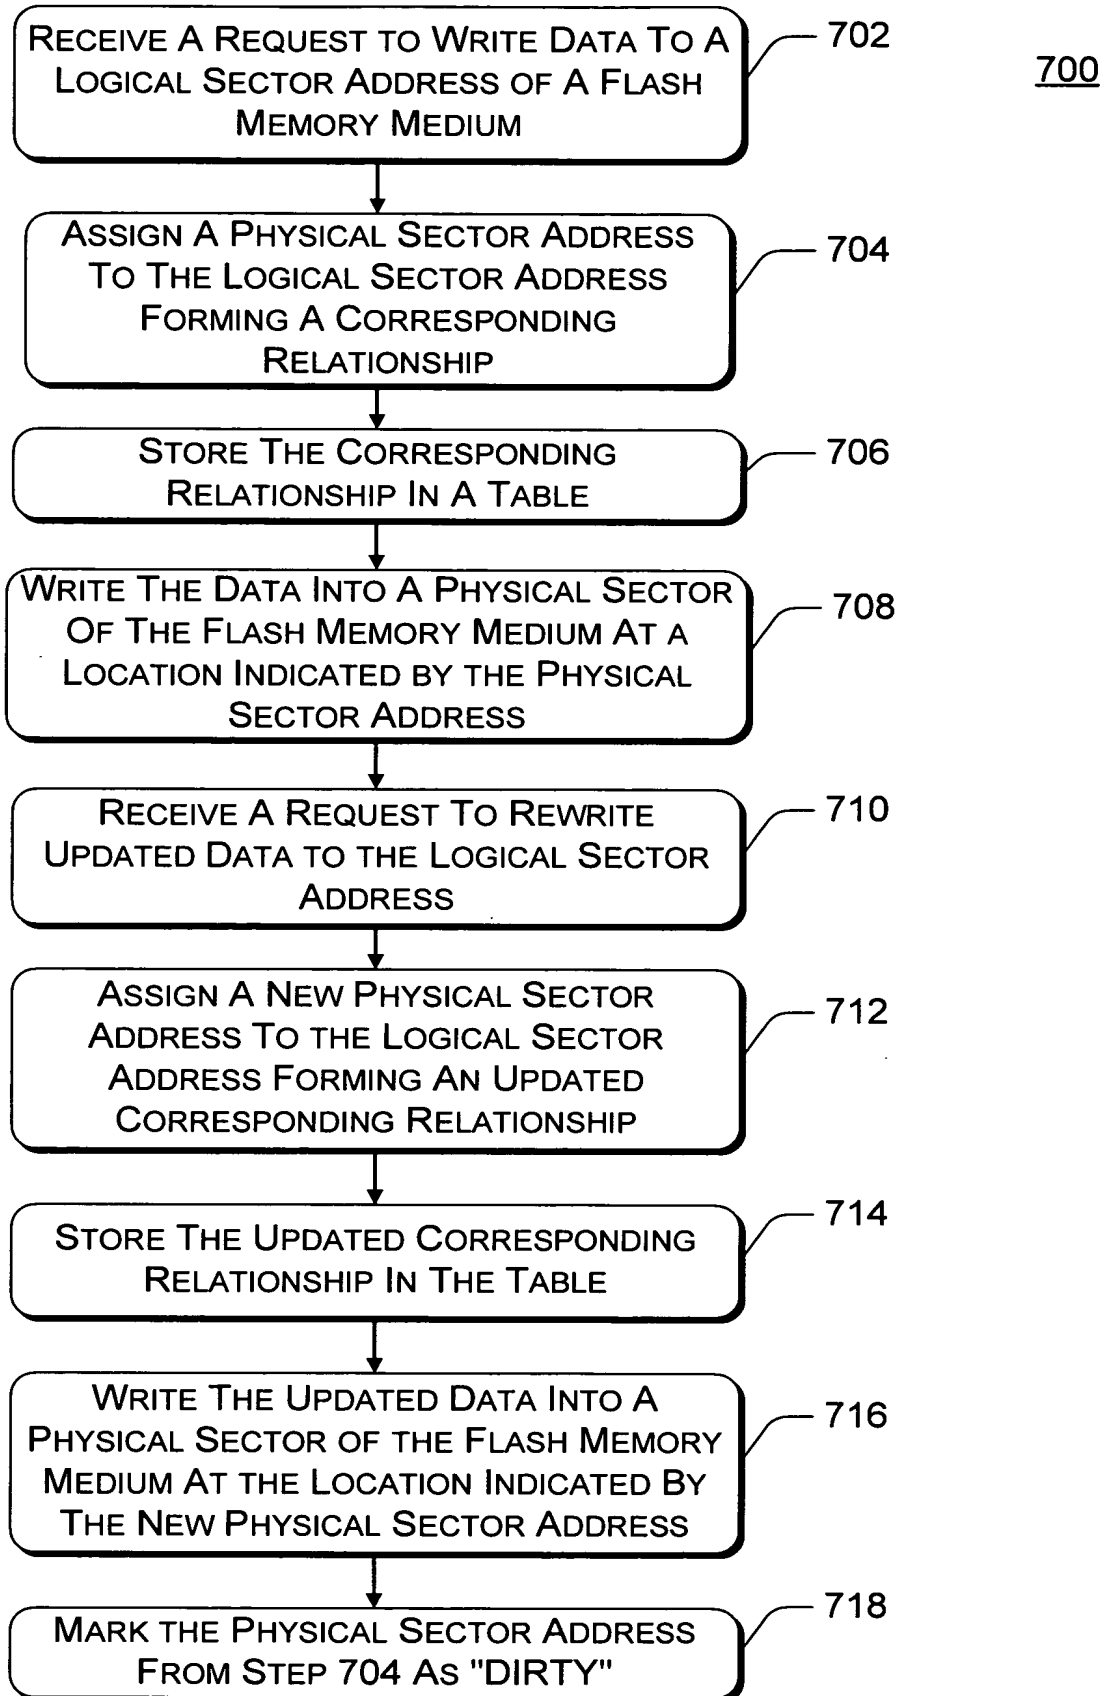 RECEIVE A REQUEST TO WRITE DATA TO A
LOGICAL SECTOR ADDRESS OF A FLASH
MEMORY MEDIUM
702
700
ASSIGN A PHYSICAL SECTOR ADDRESS
TO THE LOGICAL SECTOR ADDRESS
FORMING A CORRESPONDING
RELATIONSHIP
704
STORE THE CORRESPONDING
RELATIONSHIP IN A TABLE
706
WRITE THE DATA INTO A PHYSICAL SECTOR
OF THE FLASH MEMORY MEDIUM AT A
LOCATION INDICATED BY THE PHYSICAL
SECTOR ADDRESS
708
RECEIVE A REQUEST TO REWRITE
UPDATED DATA TO THE LOGICAL SECTOR
ADDRESS
710
ASSIGN A NEW PHYSICAL SECTOR
ADDRESS TO THE LOGICAL SECTOR
ADDRESS FORMING AN UPDATED
CORRESPONDING RELATIONSHIP
712
STORE THE UPDATED CORRESPONDING
RELATIONSHIP IN THE TABLE
714
WRITE THE UPDATED DATA INTO A
PHYSICAL SECTOR OF THE FLASH MEMORY
MEDIUM AT THE LOCATION INDICATED BY
THE NEW PHYSICAL SECTOR ADDRESS
716
MARK THE PHYSICAL SECTOR ADDRESS
FROM STEP 704 AS "DIRTY"
718